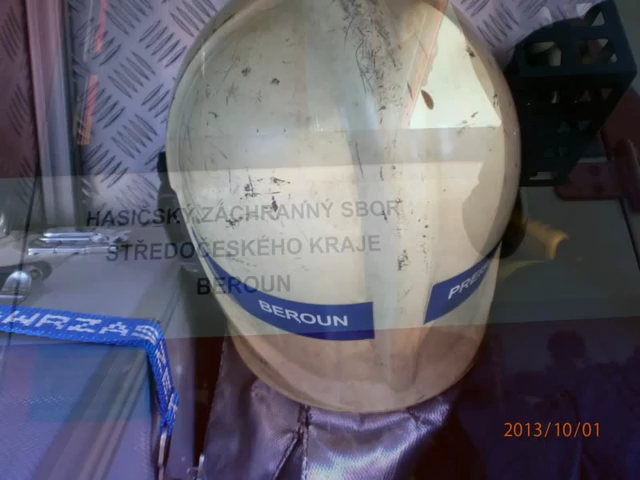 HASIČSKÝ ZÁCHRANNÝ SBOR
STŘEDOČESKÉHO KRAJE
BEROUN
BEROUN
2013/10/01